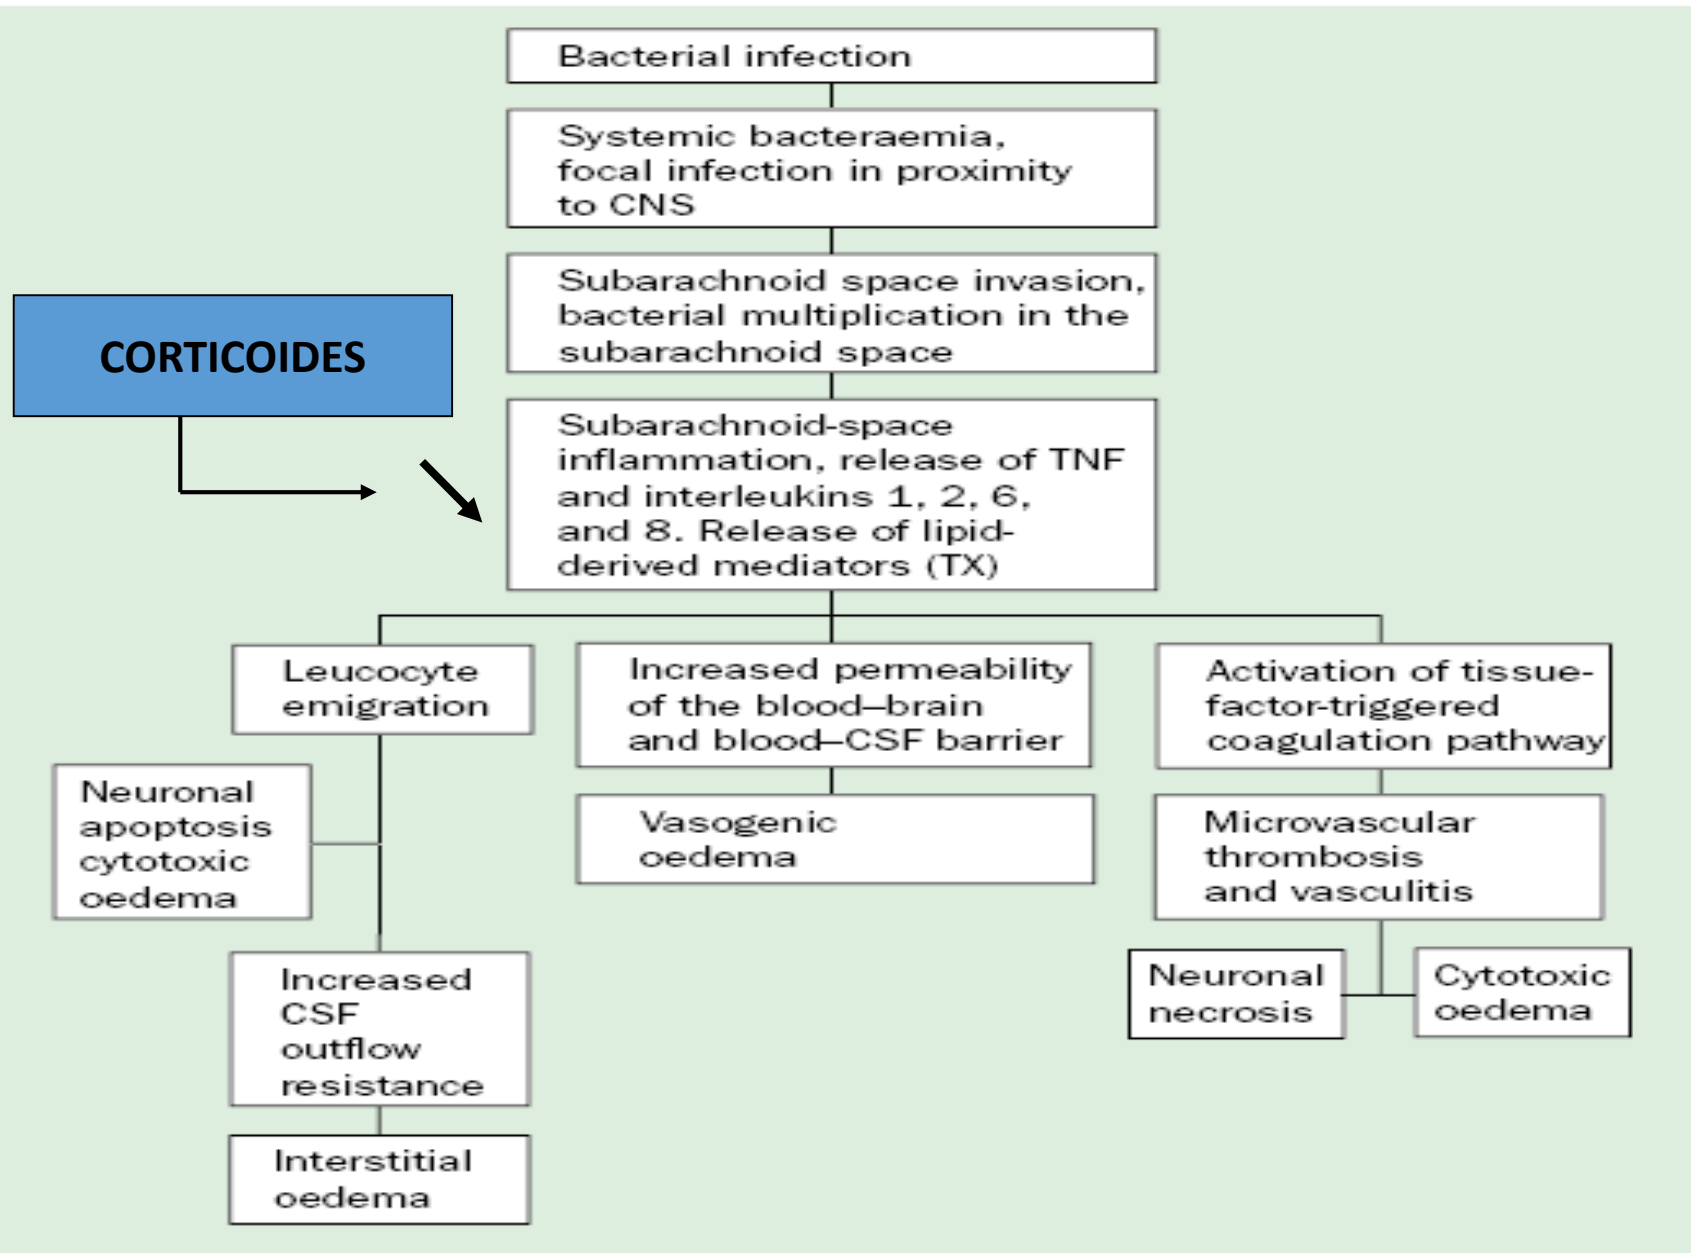 Bacterial infection
Systemic bacteraemia,
focal infection in proximity
to CNS
Subarachnoid space invasion,
bacterial multiplication in the
subarachnoid space
CORTICOIDES
Subarachnoid-space
inflammation, release of TNF
and interleukins 1, 2, 6,
and 8. Release of lipid-
derived mediators (TX)
Leucocyte
emigration
Increased permeability
of the blood–brain
and blood–CSF barrier
Activation of tissue-
factor-triggered
coagulation pathway
Neuronal
apoptosis
cytotoxic
oedema
Vasogenic
oedema
Microvascular
thrombosis
and vasculitis
Increased
CSF
outflow
resistance
Neuronal
necrosis
Cytotoxic
oedema
Interstitial
oedema